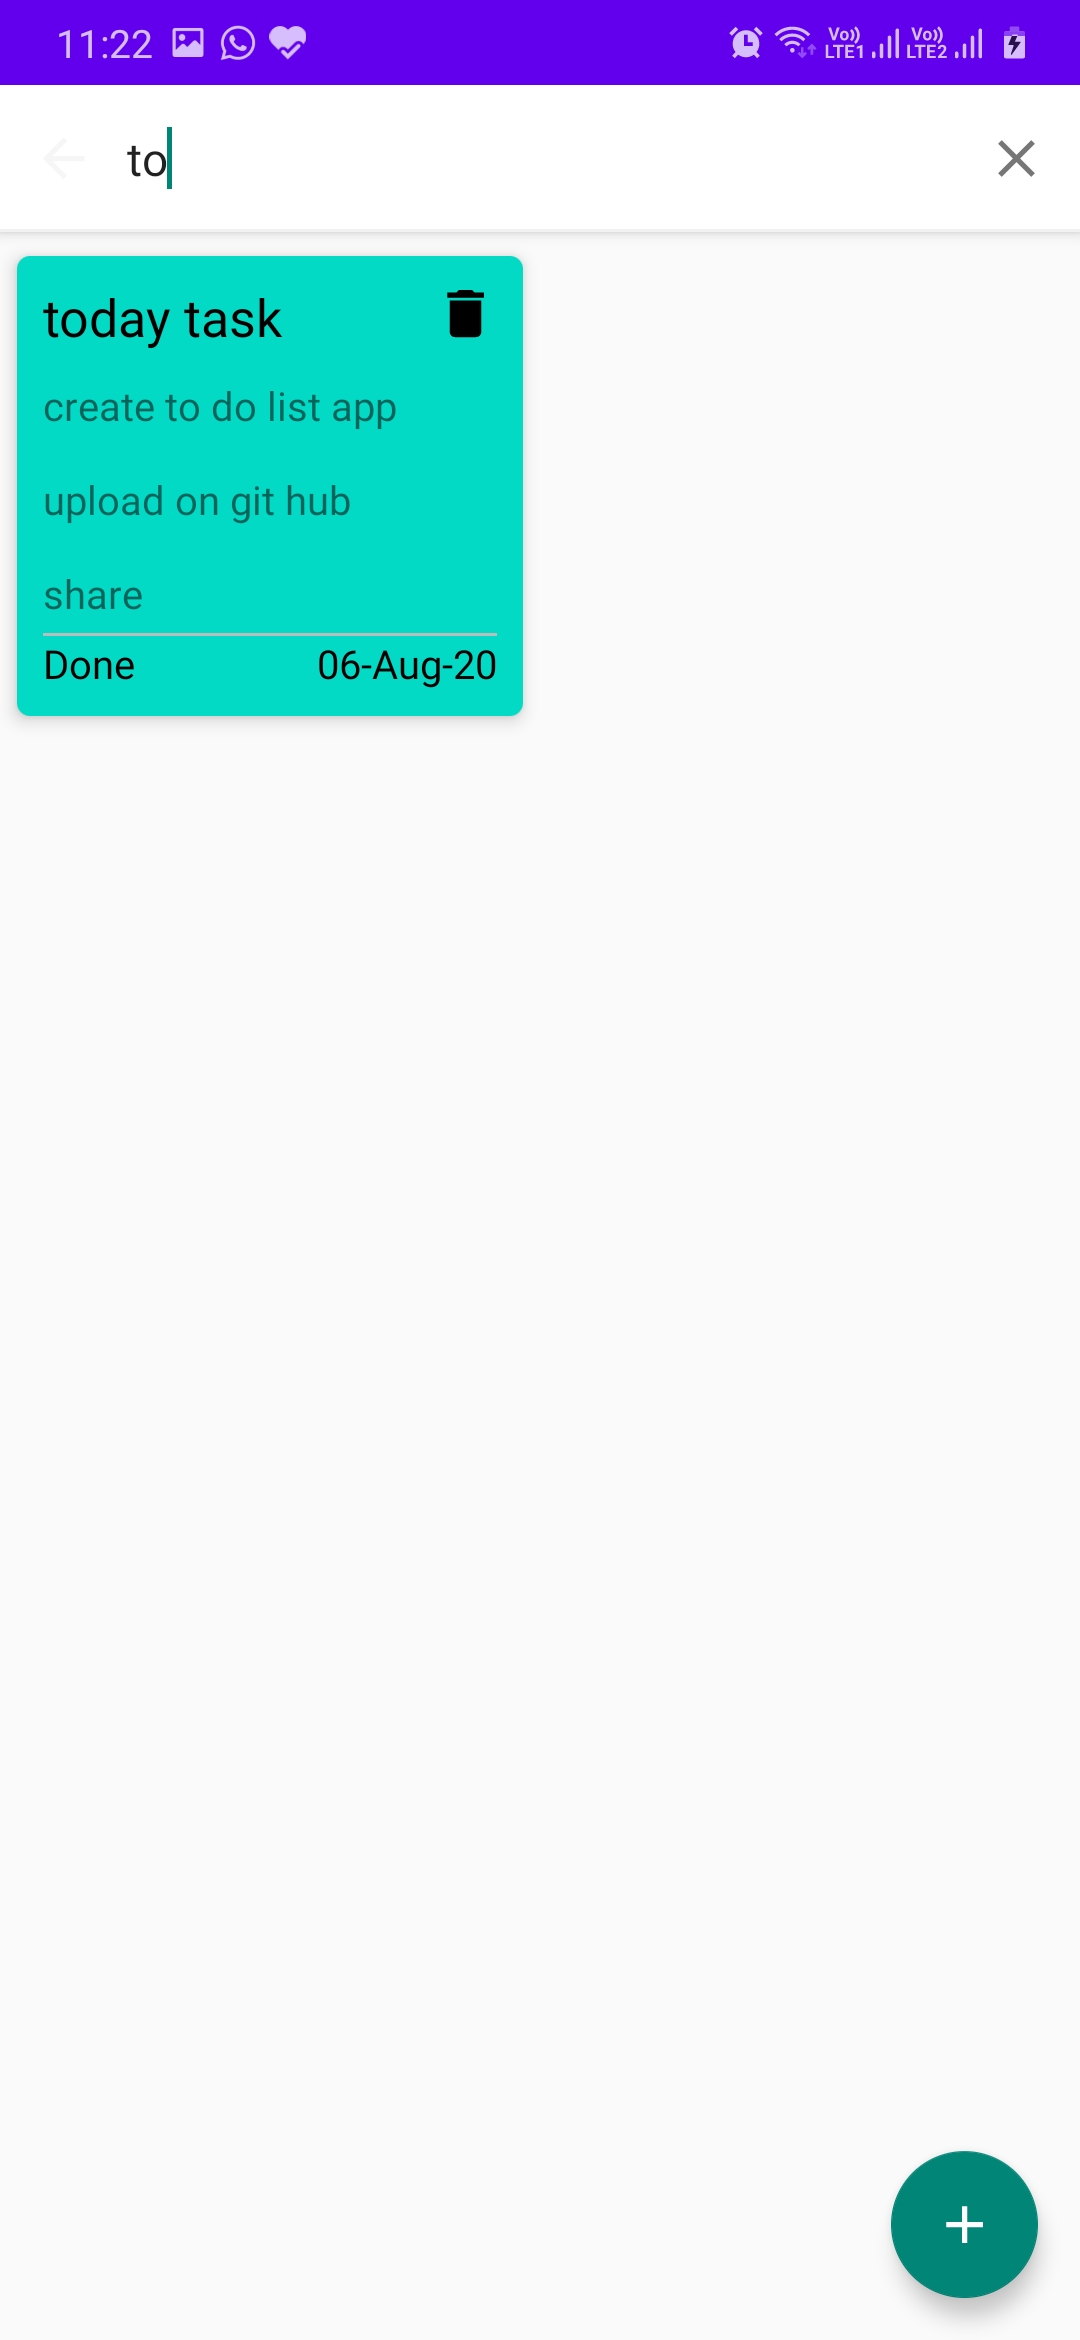 11:22 Vo)) LTE1 Vo)) LTE2
to
today task
create to do list app
upload on git hub
share
Done 06-Aug-20